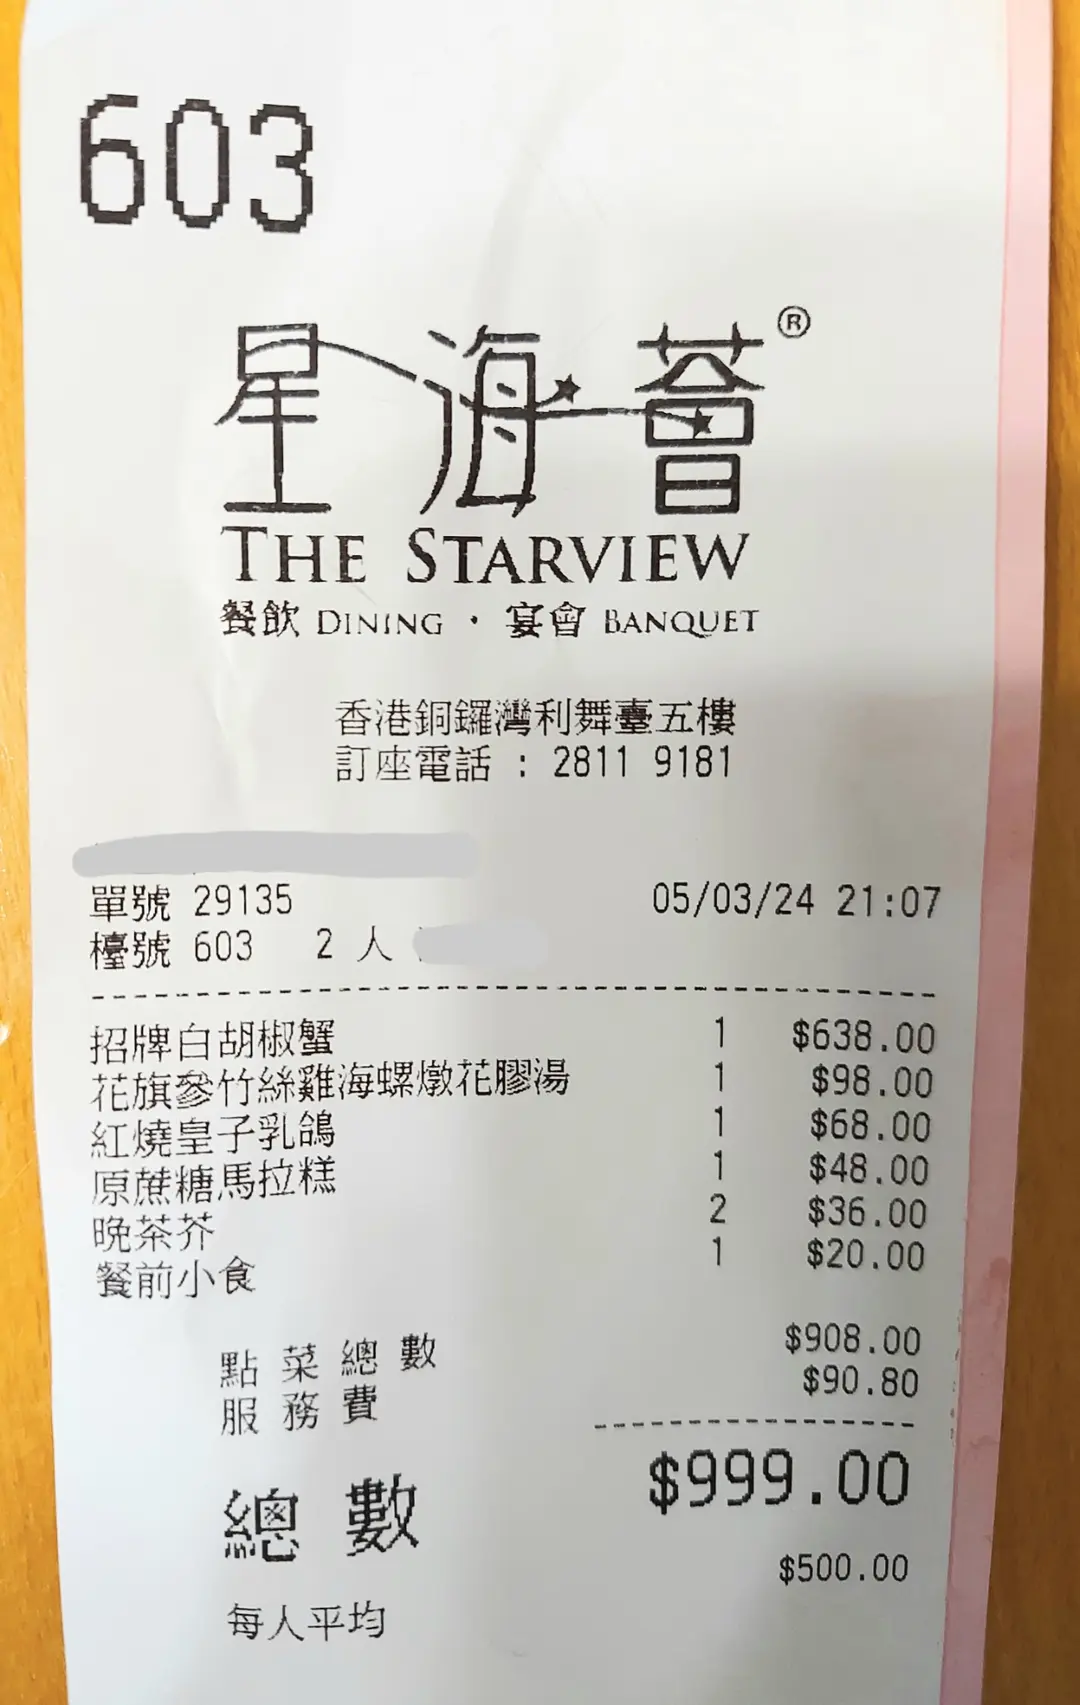 603
星海薈®
THE STARVIEW
餐飲 DINING · 宴會 BANQUET
香港銅鑼灣利舞臺五樓
訂座電話 : 2811 9181
單號 29135 05/03/24 21:07
檯號 603 2 人
招牌白胡椒蟹 1 $638.00
花旗參竹絲雞海螺燉花膠湯 1 $98.00
紅燒皇子乳鴿 1 $68.00
原蔗糖馬拉糕 1 $48.00
晚茶芥 2 $36.00
餐前小食 1 $20.00
點菜總數 $908.00
服務費 $90.80
總數 $999.00
每人平均 $500.00